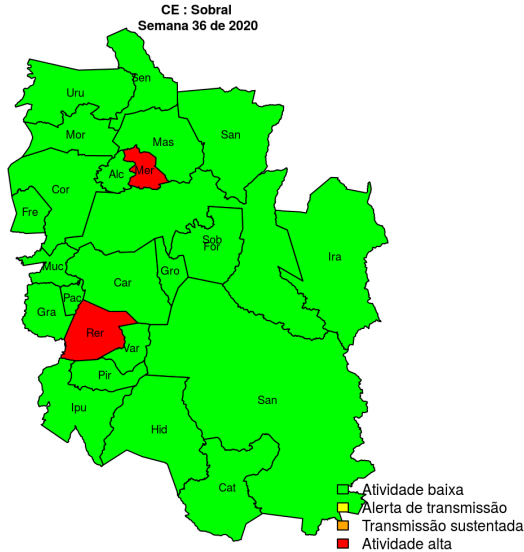 CE : Sobral
Semana 36 de 2020
Sen
Uru
Mor
Mas
San
Alc
Mer
Cor
Fre
Sob
For
Ira
Muc
Gro
Car
Pac
Gra
Rer
Var
Pir
San
Ipu
Hid
Cat
Atividade baixa
Alerta de transmissão
Transmissão sustentada
Atividade alta